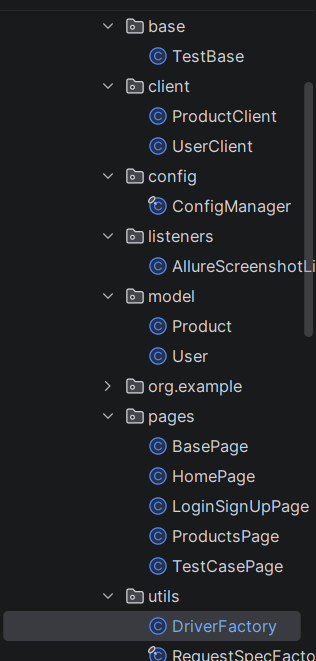 base
TestBase
client
ProductClient
UserClient
config
ConfigManager
listeners
AllureScreenshotLi
model
Product
User
org.example
pages
BasePage
HomePage
LoginSignUpPage
ProductsPage
TestCasePage
utils
DriverFactory
RequestSpecFacto